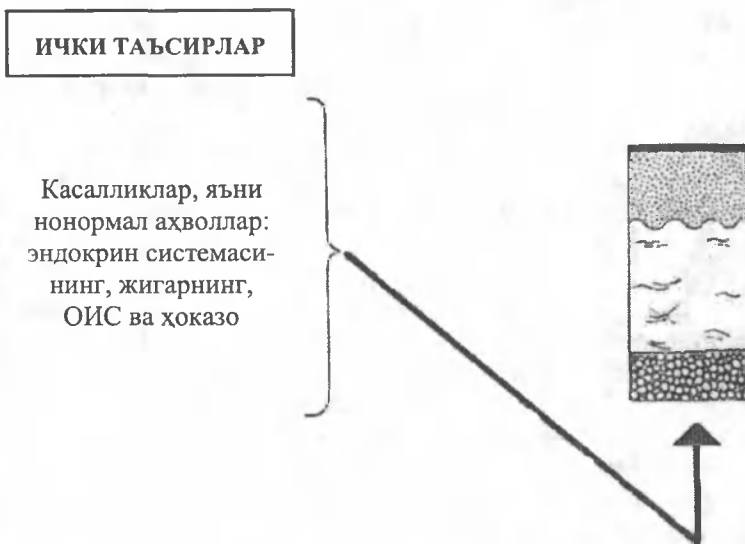 ИЧКИ ТАЪСИРЛАР
Касалликлар, яъни
нонормал аҳволлар:
эндокрин системаси-
нинг, жигарнинг,
ОИС ва ҳоказо